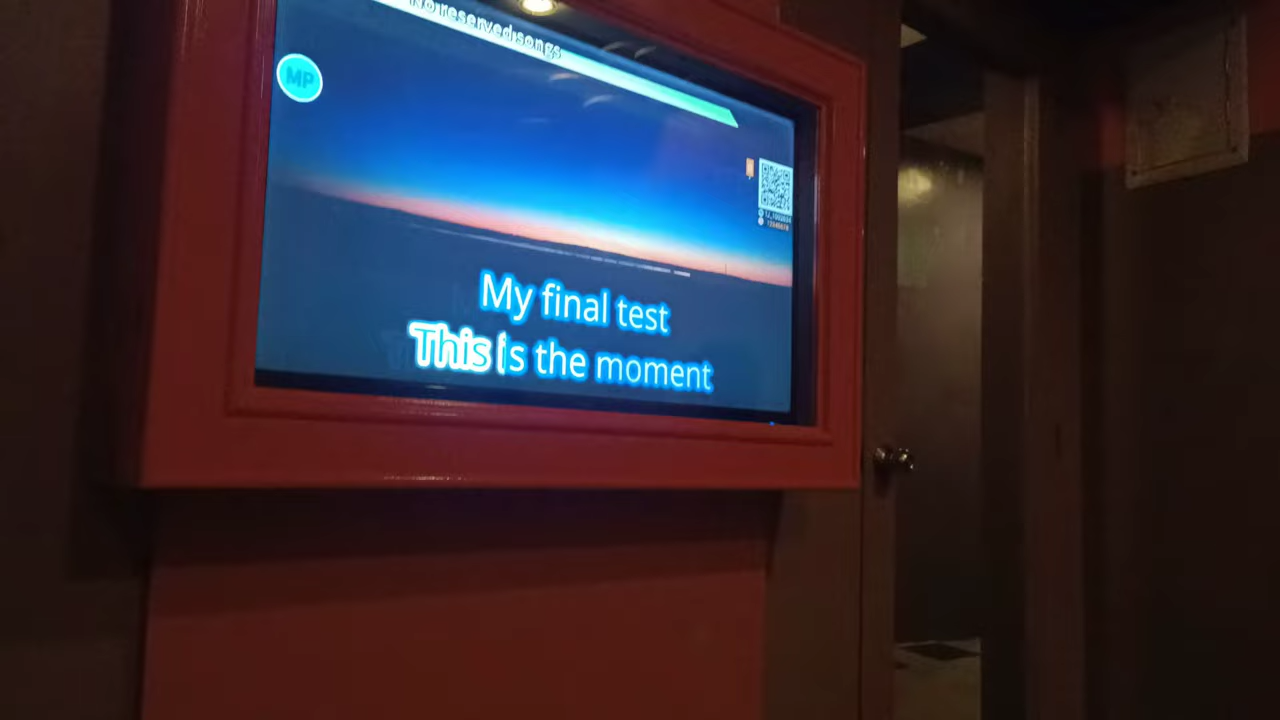 No reserved songs
MP
My final test
This is the moment